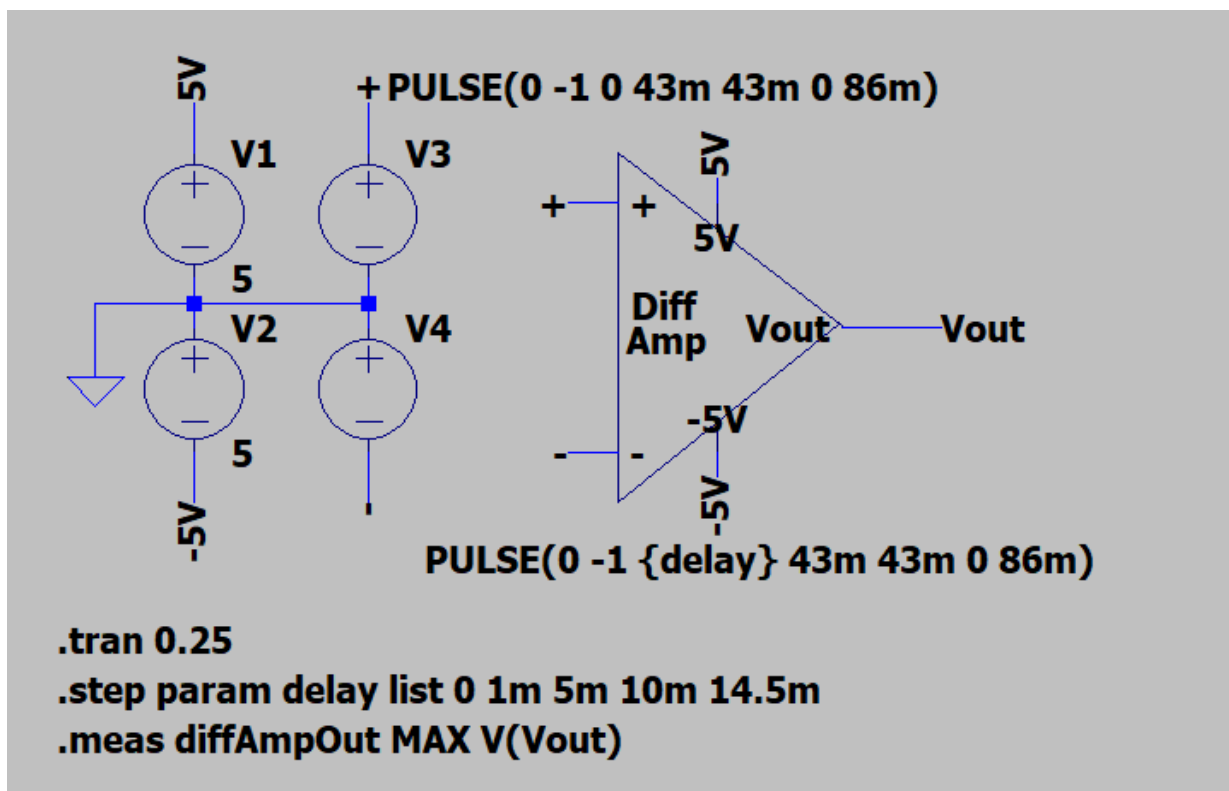 5V
+ PULSE(0 -1 0 43m 43m 0 86m)
V1
V3
5V
+
+
5V
5
Diff
Amp
Vout
Vout
V2
V4
-5V
-
-
5
-5V
-
-5V
PULSE(0 -1 {delay} 43m 43m 0 86m)
.tran 0.25
.step param delay list 0 1m 5m 10m 14.5m
.meas diffAmpOut MAX V(Vout)